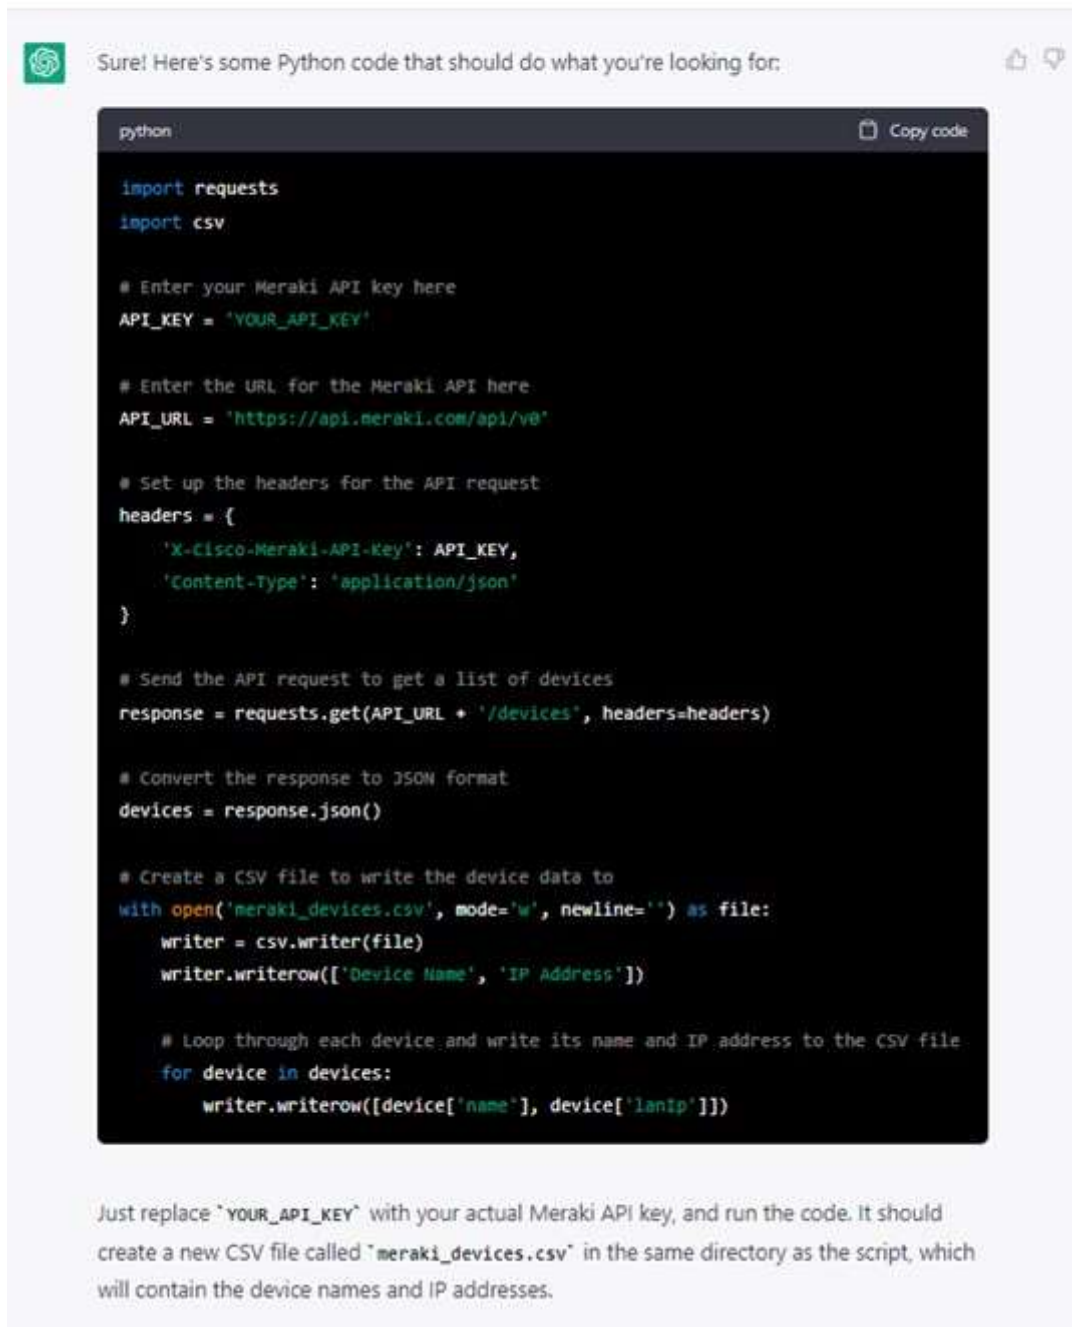 Sure! Here's some Python code that should do what you're looking for:
python
Copy code
import requests
import csv
# Enter your Meraki API key here
API_KEY = 'YOUR_API_KEY'
# Enter the URL for the Meraki API here
API_URL = 'https://api.meraki.com/api/v0'
# Set up the headers for the API request
headers = {
    'X-Cisco-Meraki-API-Key': API_KEY,
    'Content-Type': 'application/json'
}
# Send the API request to get a list of devices
response = requests.get(API_URL + '/devices', headers=headers)
# Convert the response to JSON format
devices = response.json()
# Create a CSV file to write the device data to
with open('meraki_devices.csv', mode='w', newline='') as file:
    writer = csv.writer(file)
    writer.writerow(['Device Name', 'IP Address'])
    # Loop through each device and write its name and IP address to the CSV file
    for device in devices:
        writer.writerow([device['name'], device['lanIp']])
Just replace `YOUR_API_KEY` with your actual Meraki API key, and run the code. It should
create a new CSV file called `meraki_devices.csv` in the same directory as the script, which
will contain the device names and IP addresses.